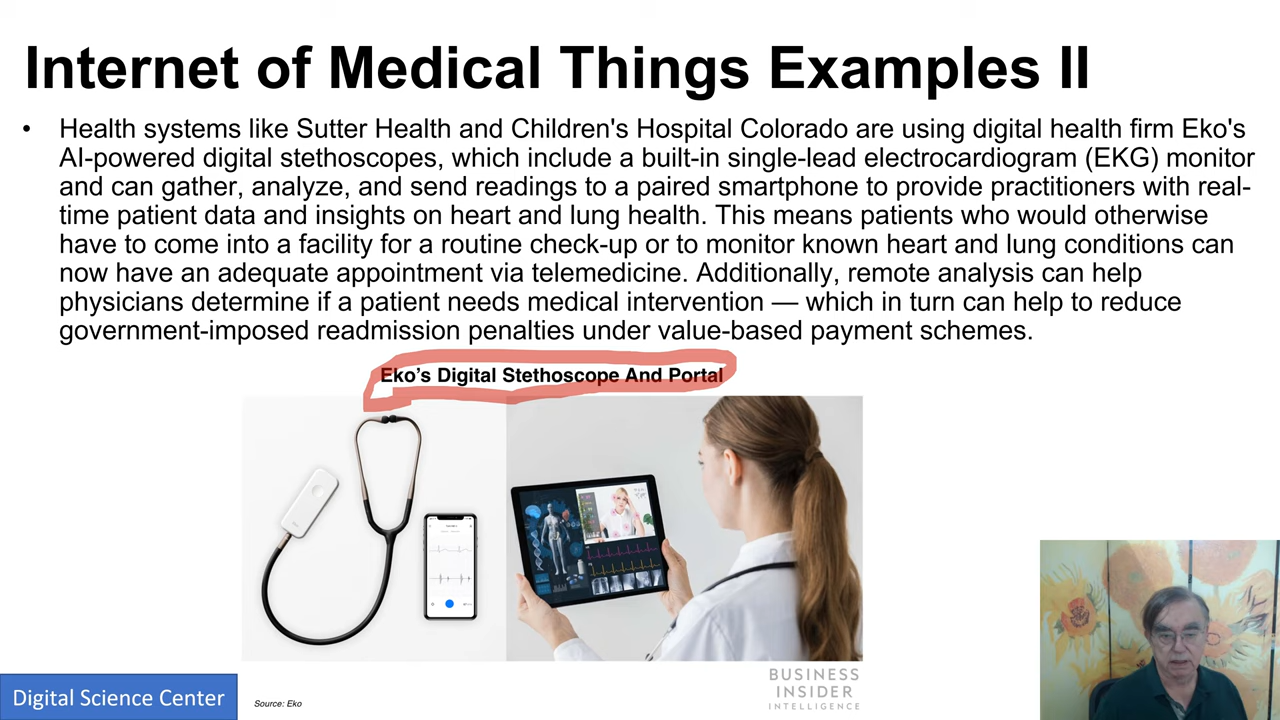 Internet of Medical Things Examples II
• Health systems like Sutter Health and Children's Hospital Colorado are using digital health firm Eko's
AI-powered digital stethoscopes, which include a built-in single-lead electrocardiogram (EKG) monitor
and can gather, analyze, and send readings to a paired smartphone to provide practitioners with real-
time patient data and insights on heart and lung health. This means patients who would otherwise
have to come into a facility for a routine check-up or to monitor known heart and lung conditions can
now have an adequate appointment via telemedicine. Additionally, remote analysis can help
physicians determine if a patient needs medical intervention — which in turn can help to reduce
government-imposed readmission penalties under value-based payment schemes.
Eko's Digital Stethoscope And Portal
BUSINESS
INSIDER
INTELLIGENCE
Digital Science Center
Source: Eko